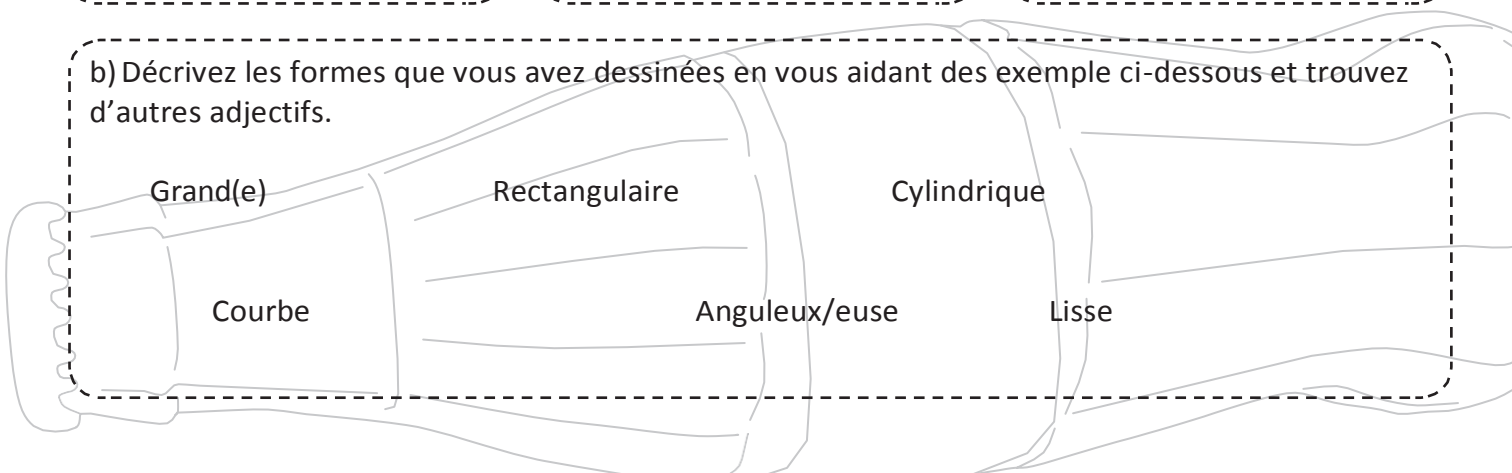 b) Décrivez les formes que vous avez dessinées en vous aidant des exemple ci-dessous et trouvez
d'autres adjectifs.
Grand(e) Rectangulaire Cylindrique
Courbe Anguleux/euse Lisse